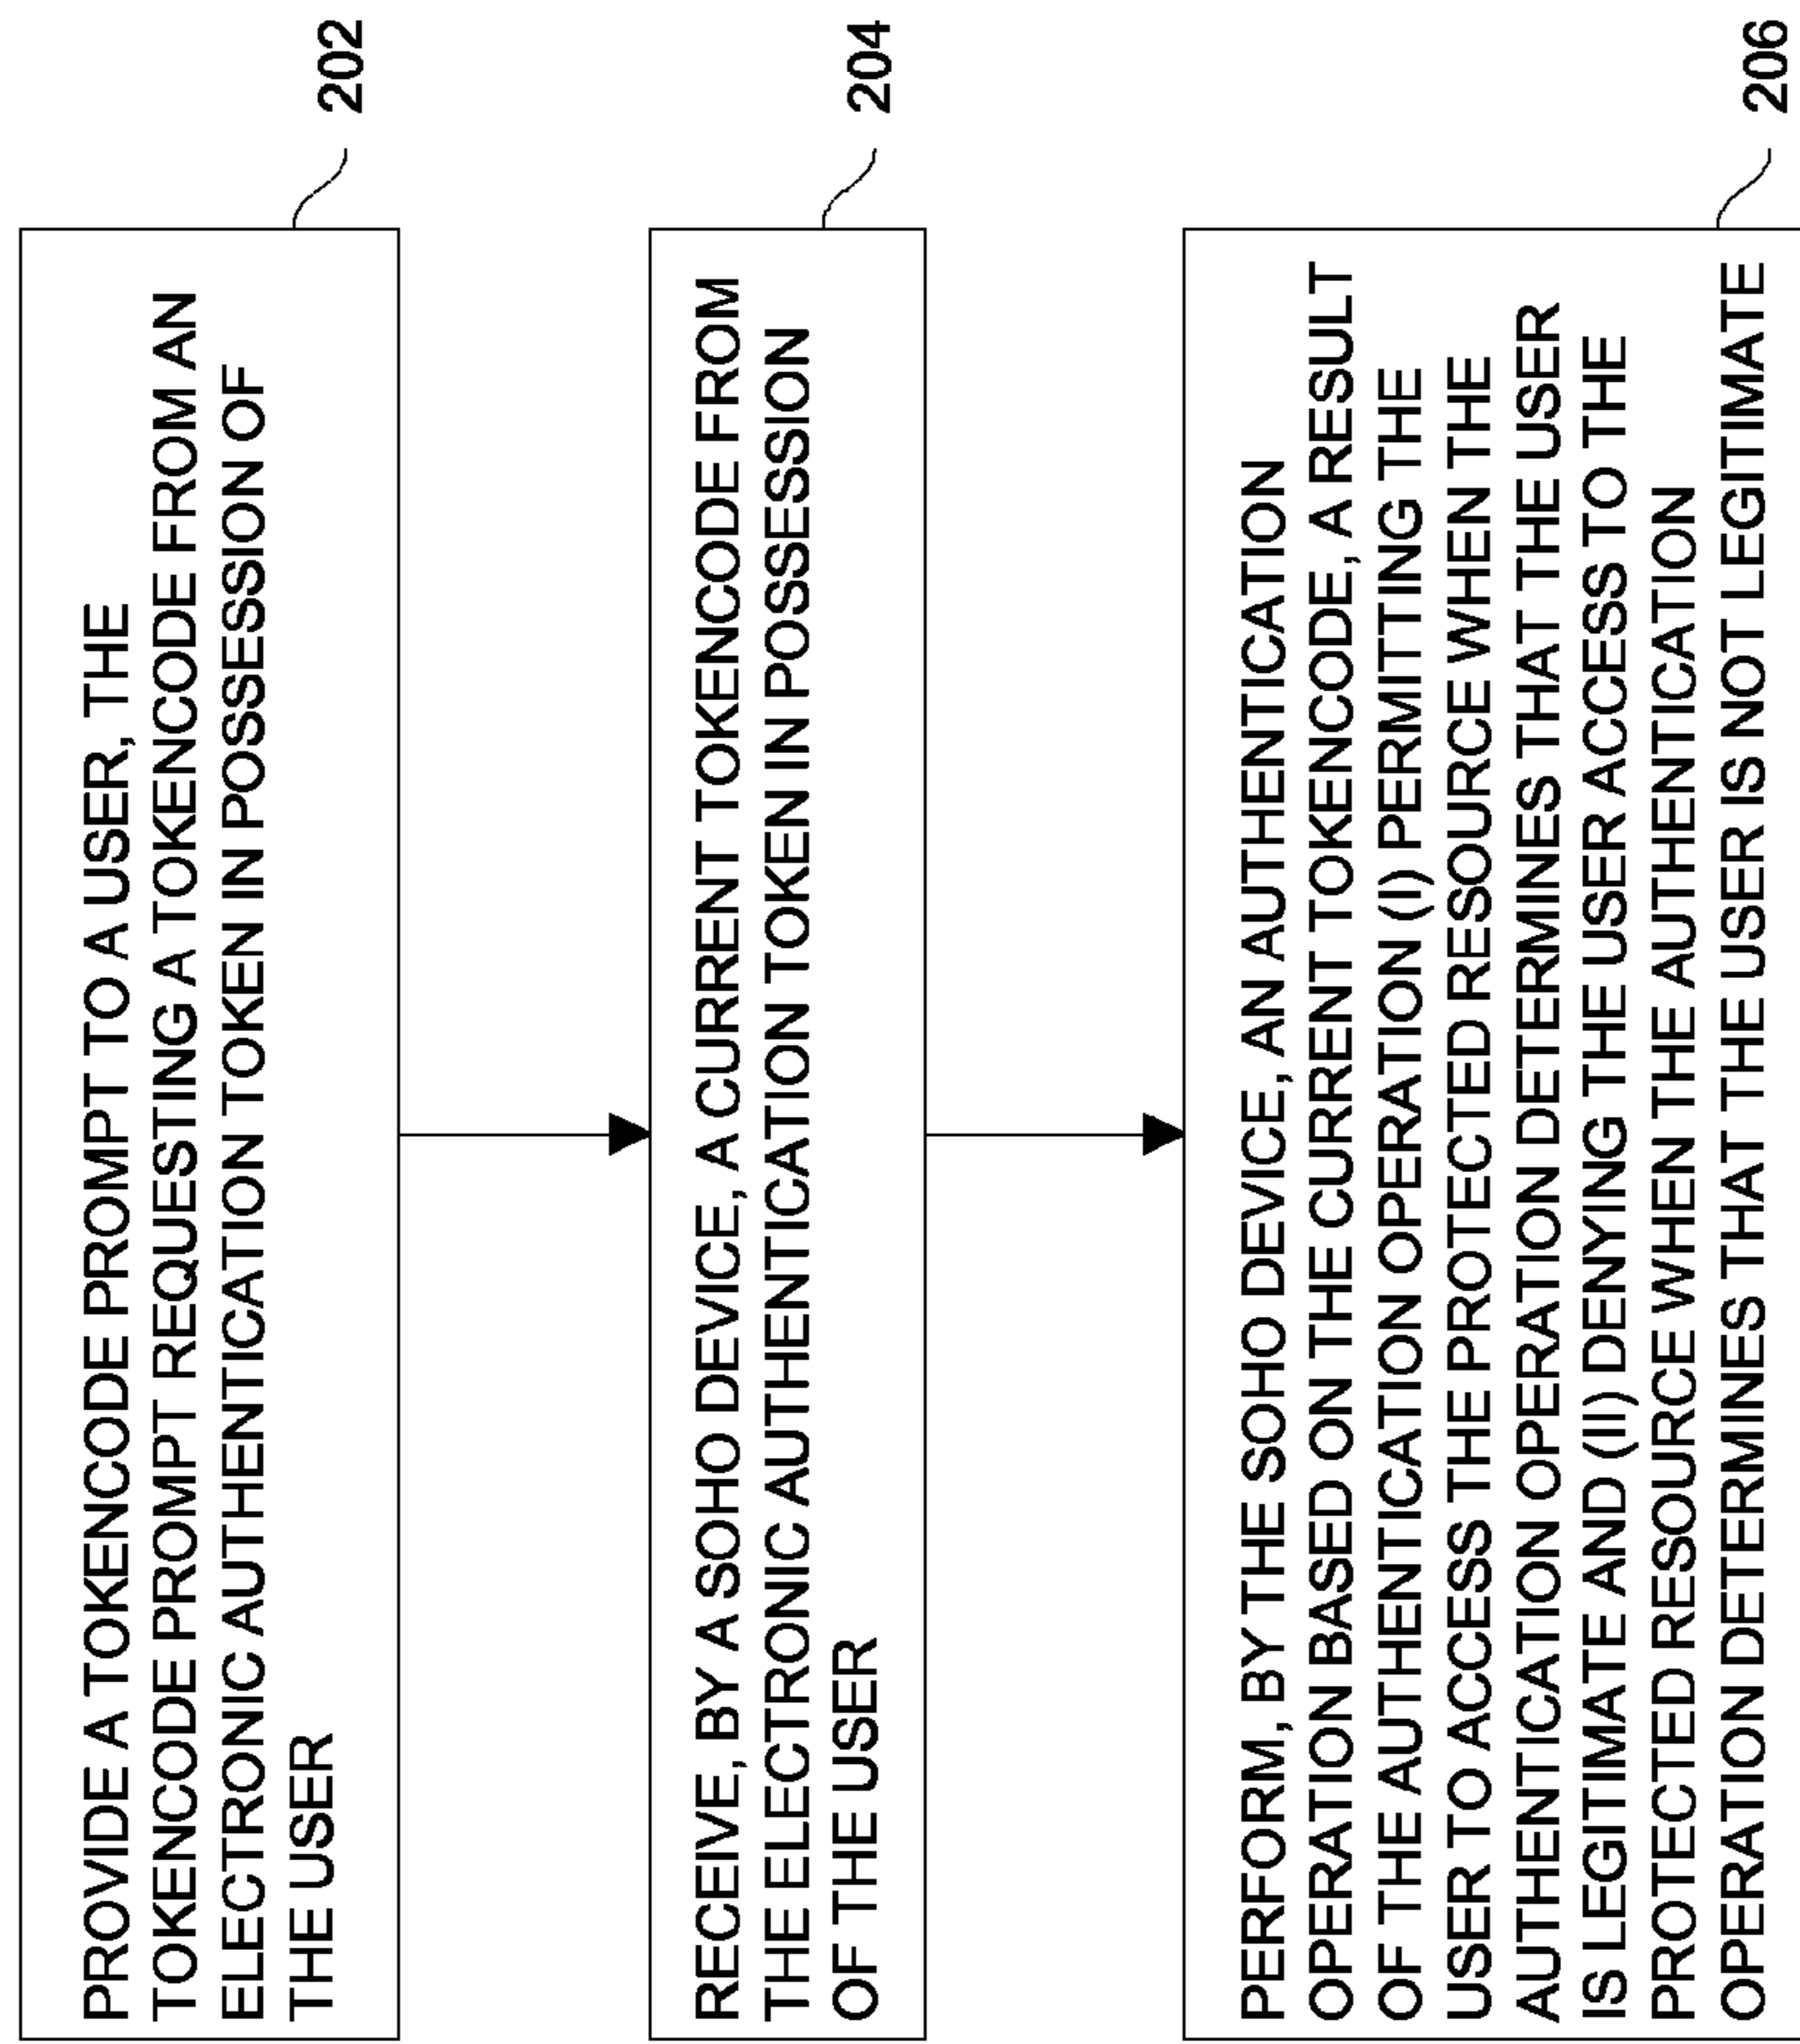 PROVIDE A TOKENCODE PROMPT TO A USER, THE
TOKENCODE PROMPT REQUESTING A TOKENCODE FROM AN
ELECTRONIC AUTHENTICATION TOKEN IN POSSESSION OF
THE USER
202
RECEIVE, BY A SOHO DEVICE, A CURRENT TOKENCODE FROM
THE ELECTRONIC AUTHENTICATION TOKEN IN POSSESSION
OF THE USER
204
PERFORM, BY THE SOHO DEVICE, AN AUTHENTICATION
OPERATION BASED ON THE CURRENT TOKENCODE, A RESULT
OF THE AUTHENTICATION OPERATION (I) PERMITTING THE
USER TO ACCESS THE PROTECTED RESOURCE WHEN THE
AUTHENTICATION OPERATION DETERMINES THAT THE USER
IS LEGITIMATE AND (II) DENYING THE USER ACCESS TO THE
PROTECTED RESOURCE WHEN THE AUTHENTICATION
OPERATION DETERMINES THAT THE USER IS NOT LEGITIMATE
206